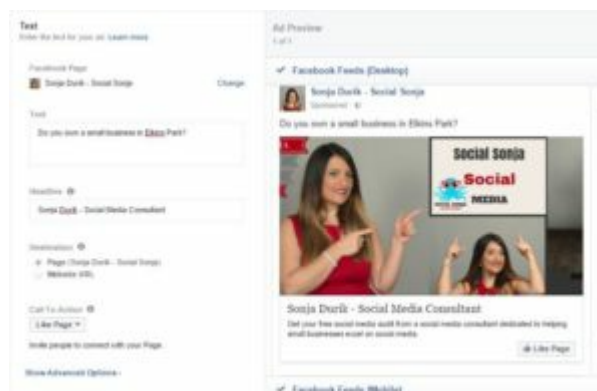 Text
Enter the text for your ad. Learn more
Facebook Page
Sonja Durik - Social Sonja
Change
Text
Do you own a small business in Elkins Park?
Headline
Sonja Durik - Social Media Consultant
Destination
Page (Sonja Durik - Social Sonja)
Website URL
Call To Action
Like Page
Invite people to connect with your Page.
Show Advanced Options
Ad Preview
1 of 1
Facebook Feeds (Desktop)
Sonja Durik - Social Sonja
Sponsored
Do you own a small business in Elkins Park?
Social Sonja
Social
MEDIA
Sonja Durik - Social Media Consultant
Get your free social media audit from a social media consultant dedicated to helping
small businesses excel on social media.
Like Page
Facebook Feeds (Mobile)